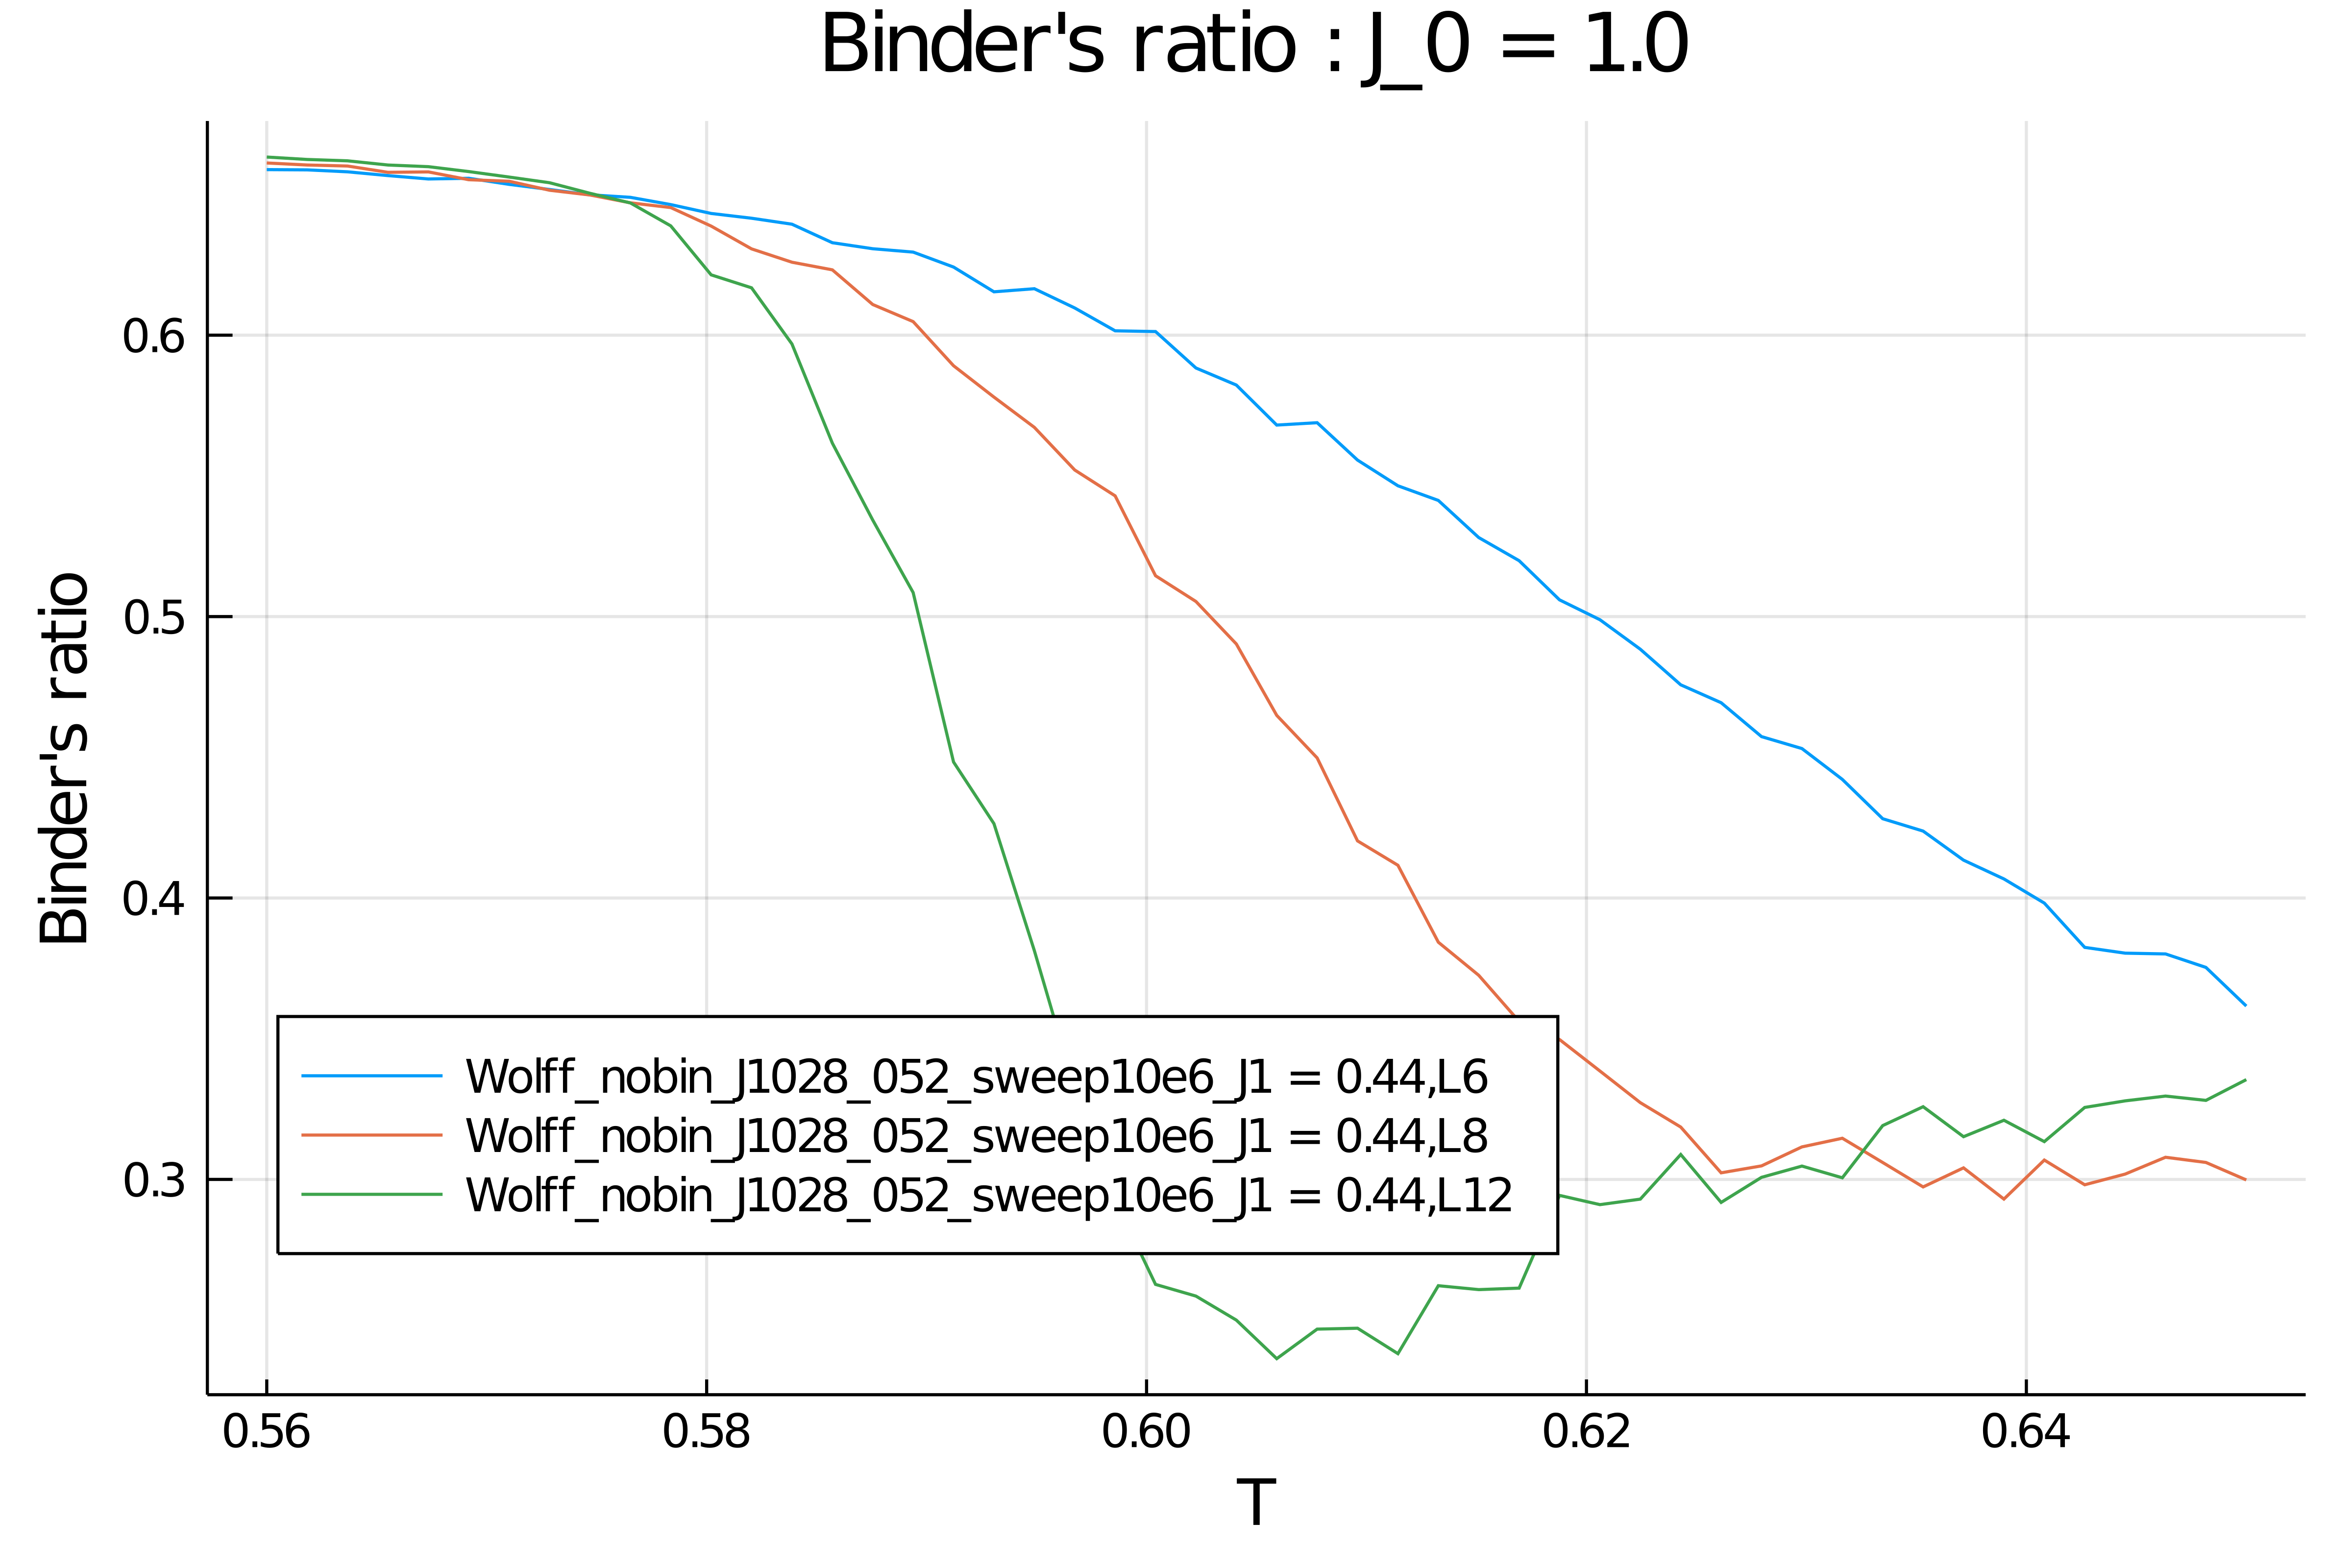 Binder's ratio : J_0 = 1.0
Binder's ratio
0.6
0.5
0.4
0.3
Wolff_nobin_J1028_052_sweep10e6_J1 = 0.44,L6
Wolff_nobin_J1028_052_sweep10e6_J1 = 0.44,L8
Wolff_nobin_J1028_052_sweep10e6_J1 = 0.44,L12
0.56 0.58 0.60 0.62 0.64
T